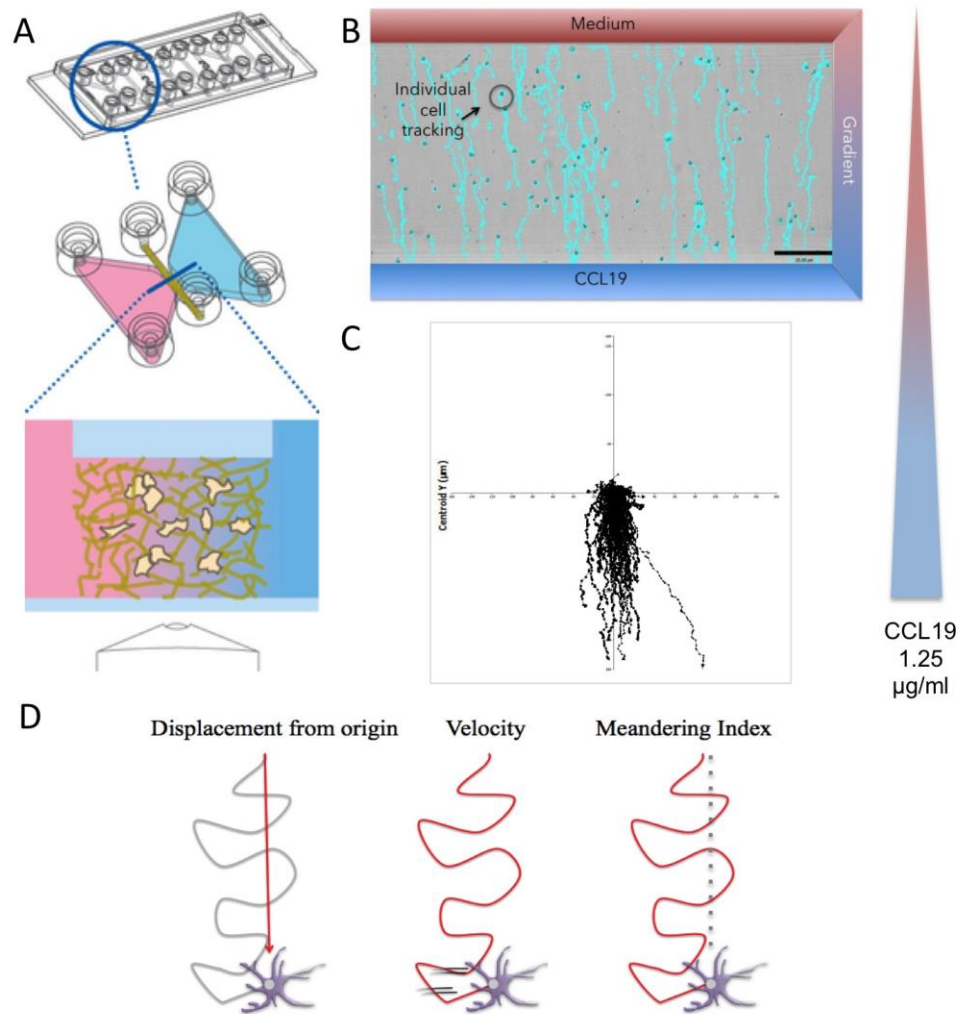 A
B
Medium
Individual
cell
tracking
Gradient
CCL19
C
Centroid Y (µm)
CCL19
1.25
µg/ml
D
Displacement from origin
Velocity
Meandering Index